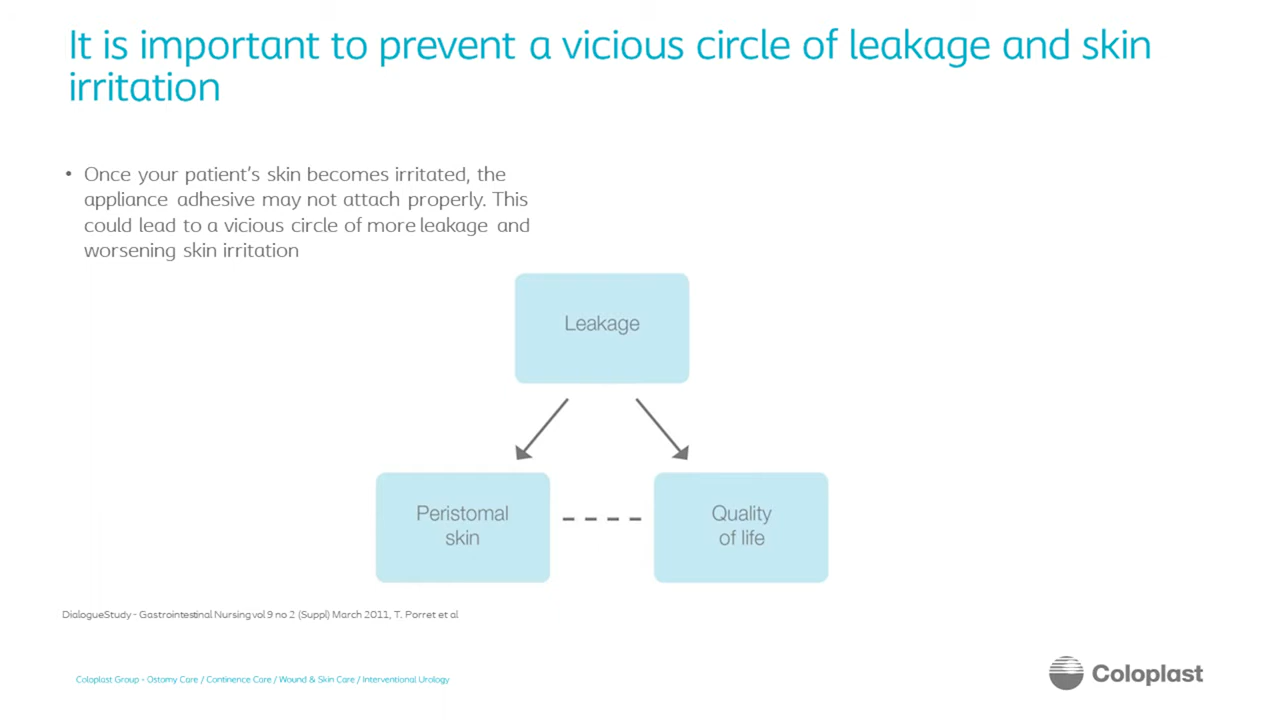 It is important to prevent a vicious circle of leakage and skin
irritation
• Once your patient's skin becomes irritated, the
appliance adhesive may not attach properly. This
could lead to a vicious circle of more leakage and
worsening skin irritation
Leakage
Peristomal
skin
Quality
of life
DialogueStudy - Gastrointestinal Nursing vol 9 no 2 (Suppl) March 2011, T. Porret et al
Coloplast Group - Ostomy Care / Continence Care / Wound & Skin Care / Interventional Urology
Coloplast